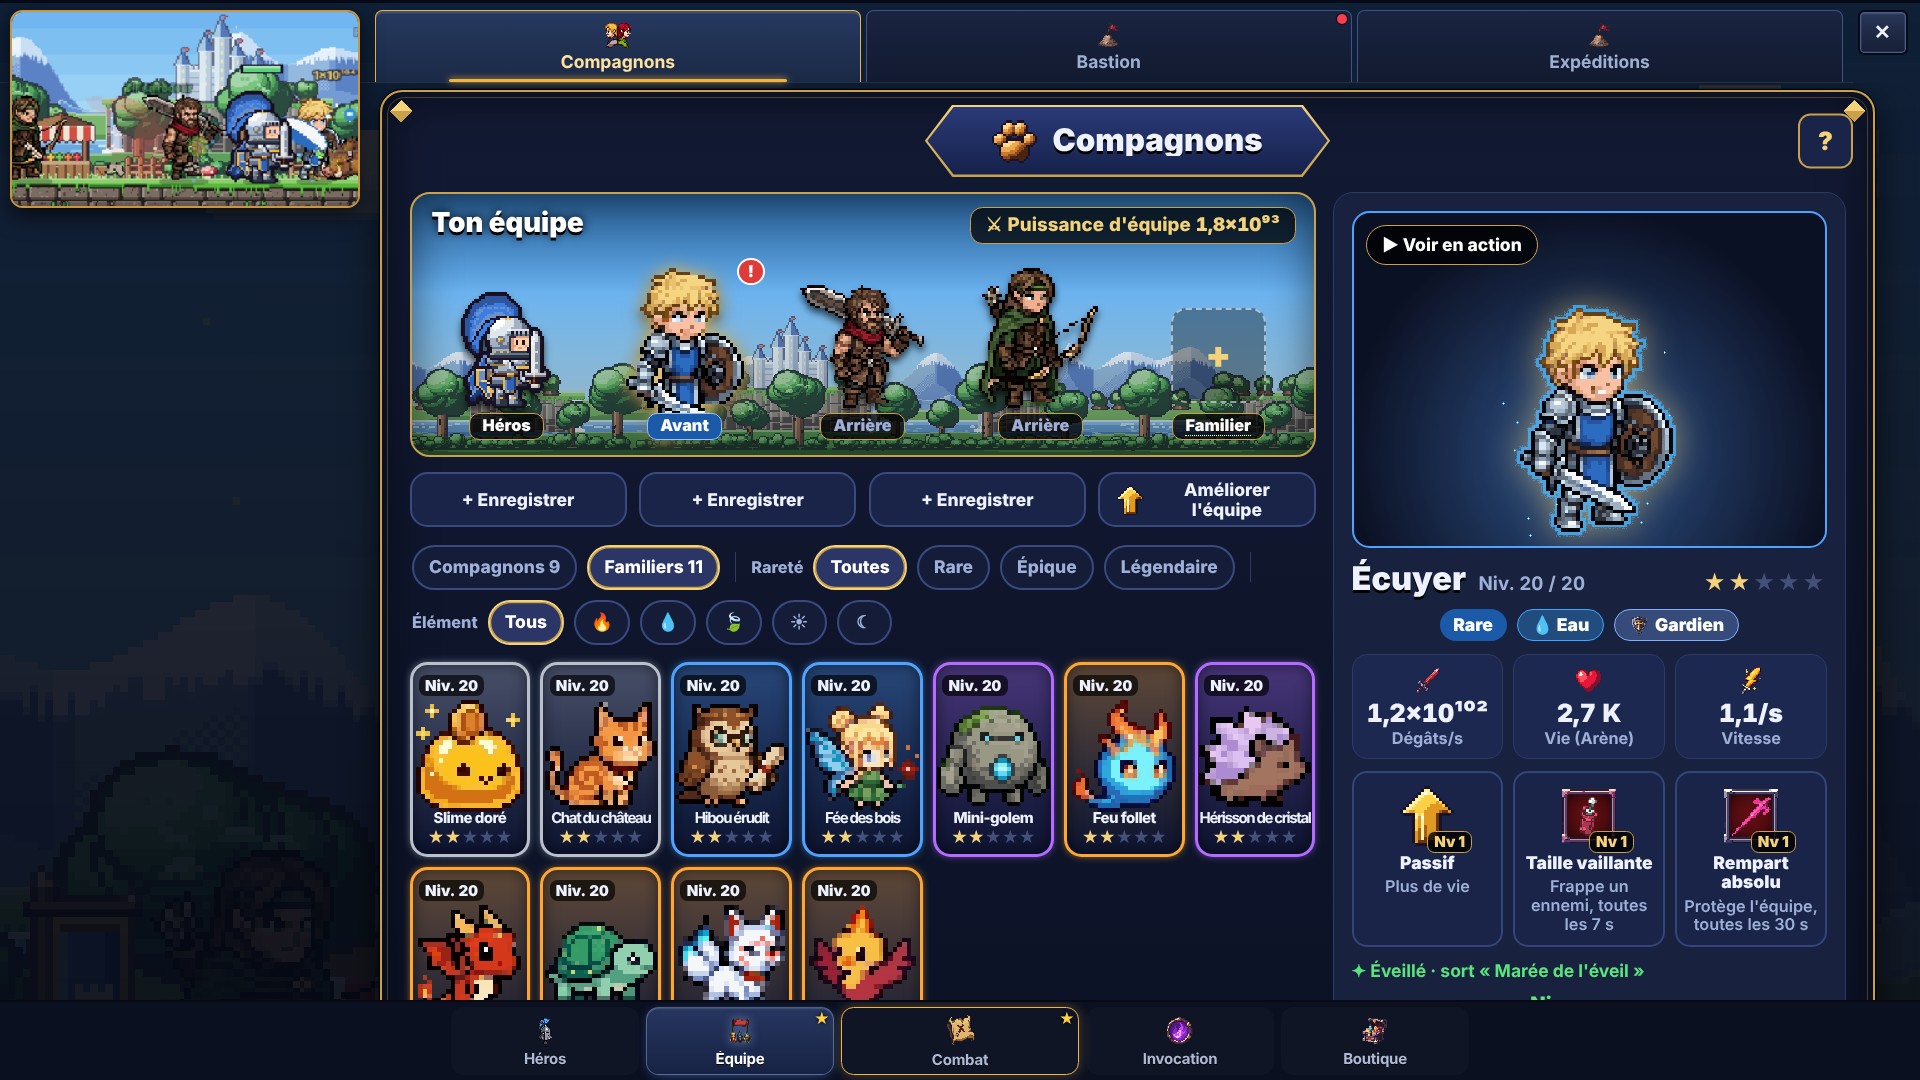 Compagnons
Bastion
Expéditions
×
1×10¹⁸⁴
Compagnons
?
Ton équipe
⚔ Puissance d'équipe 1,8×10⁹³
!
+
Héros
Avant
Arrière
Arrière
Familier
+ Enregistrer
+ Enregistrer
+ Enregistrer
Améliorer
l'équipe
Compagnons 9
Familiers 11
Rareté
Toutes
Rare
Épique
Légendaire
Élément
Tous
Niv. 20
Niv. 20
Niv. 20
Niv. 20
Niv. 20
Niv. 20
Niv. 20
Slime doré
Chat du château
Hibou érudit
Fée des bois
Mini-golem
Feu follet
Hérisson de cristal
Niv. 20
Niv. 20
Niv. 20
Niv. 20
▶ Voir en action
Écuyer Niv. 20 / 20
Rare
Eau
Gardien
1,2×10¹⁰²
Dégâts/s
2,7 K
Vie (Arène)
1,1/s
Vitesse
Nv 1
Passif
Plus de vie
Nv 1
Taille vaillante
Frappe un
ennemi, toutes
les 7 s
Nv 1
Rempart
absolu
Protège l'équipe,
toutes les 30 s
✦ Éveillé · sort « Marée de l'éveil »
Héros
Équipe
Combat
Invocation
Boutique